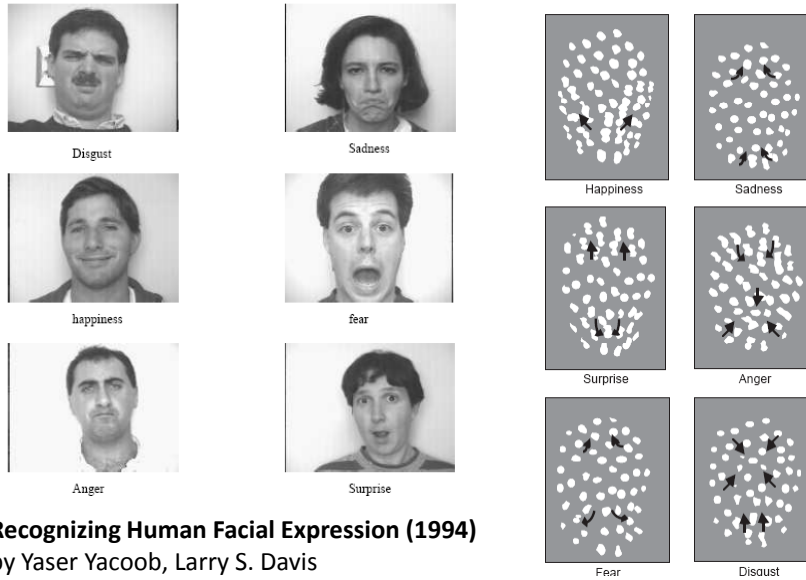 Disgust
Sadness
happiness
fear
Anger
Surprise
Recognizing Human Facial Expression (1994)
by Yaser Yacoob, Larry S. Davis
Happiness
Sadness
Surprise
Anger
Fear
Disgust